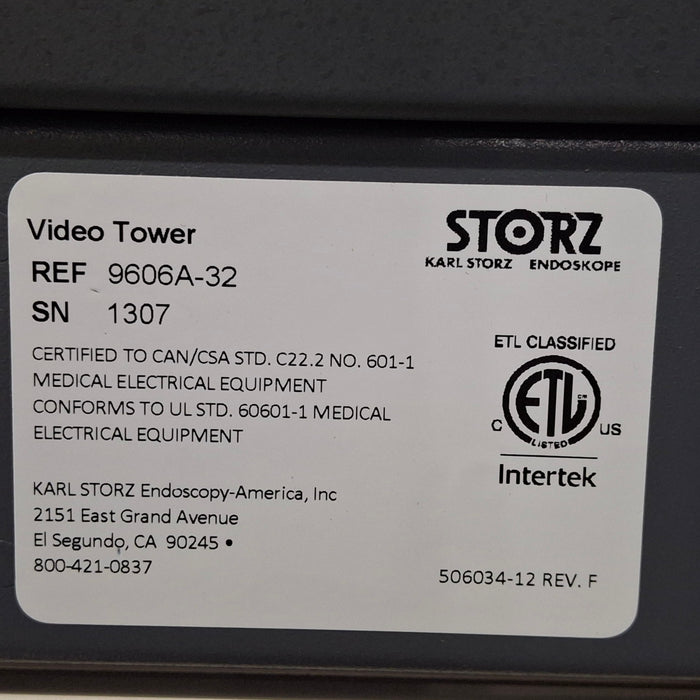 Video Tower
REF 9606A-32
SN 1307
CERTIFIED TO CAN/CSA STD. C22.2 NO. 601-1
MEDICAL ELECTRICAL EQUIPMENT
CONFORMS TO UL STD. 60601-1 MEDICAL
ELECTRICAL EQUIPMENT
KARL STORZ Endoscopy-America, Inc
2151 East Grand Avenue
El Segundo, CA 90245 •
800-421-0837
STORZ
KARL STORZ ENDOSKOPE
ETL CLASSIFIED
ETL CM
C US
LISTED
Intertek
506034-12 REV. F